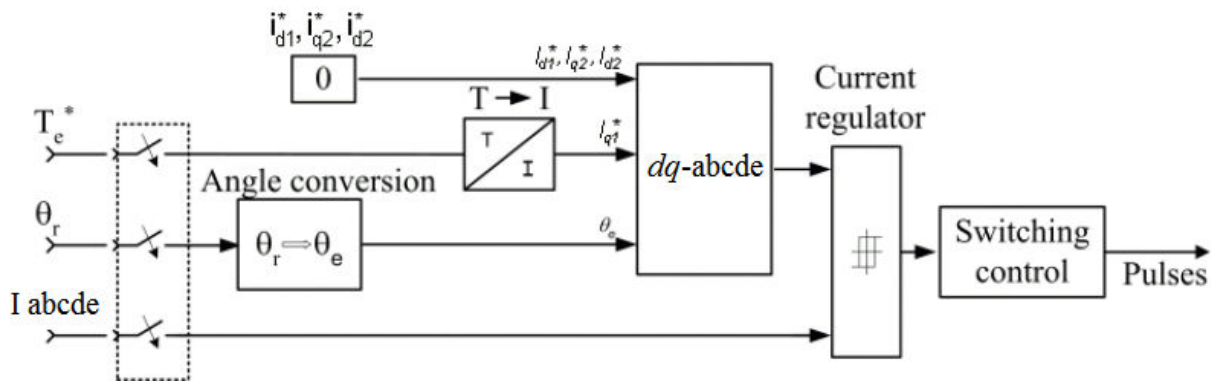 i*d1, i*q2, i*d2
0
I*d1, I*q2, I*d2
T → I
T
I
I*q1
Te*
Angle conversion
θr
θr ⇒ θe
θe
I abcde
dq-abcde
Current
regulator
Switching
control
Pulses